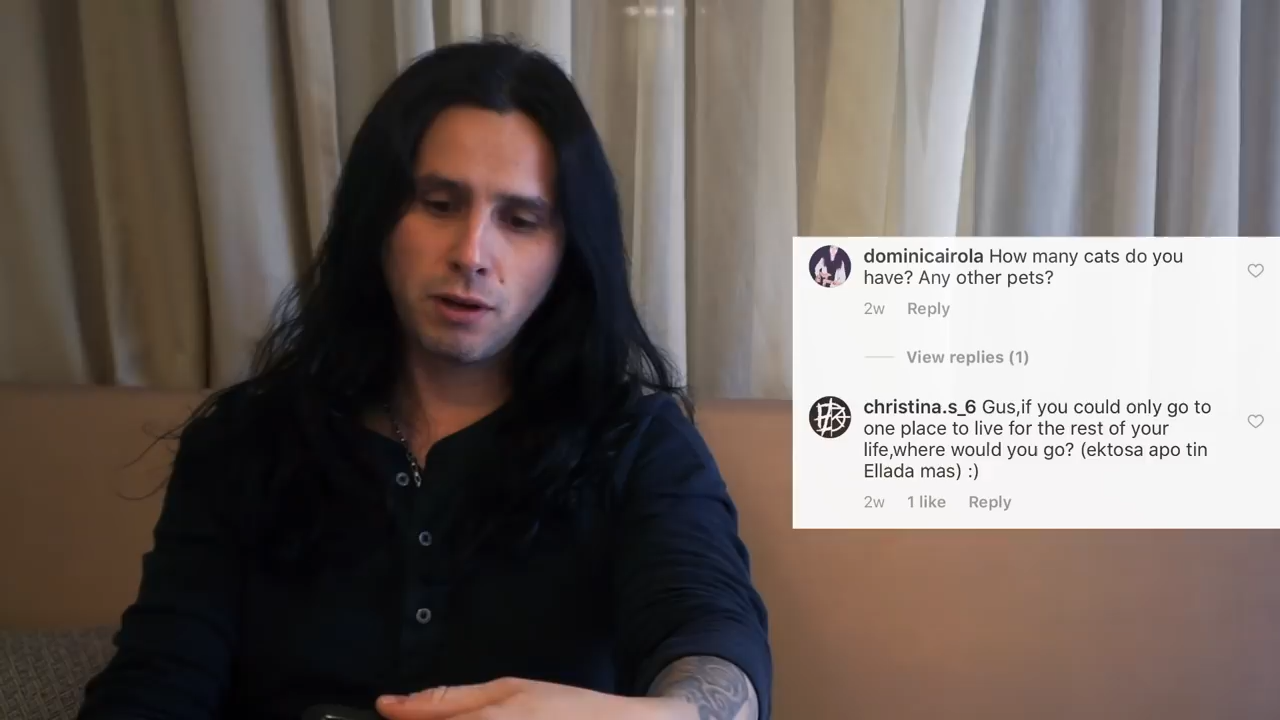 dominicairola How many cats do you
have? Any other pets?
2w Reply
View replies (1)
christina.s_6 Gus,if you could only go to
one place to live for the rest of your
life,where would you go? (ektosa apo tin
Ellada mas) :)
2w 1 like Reply